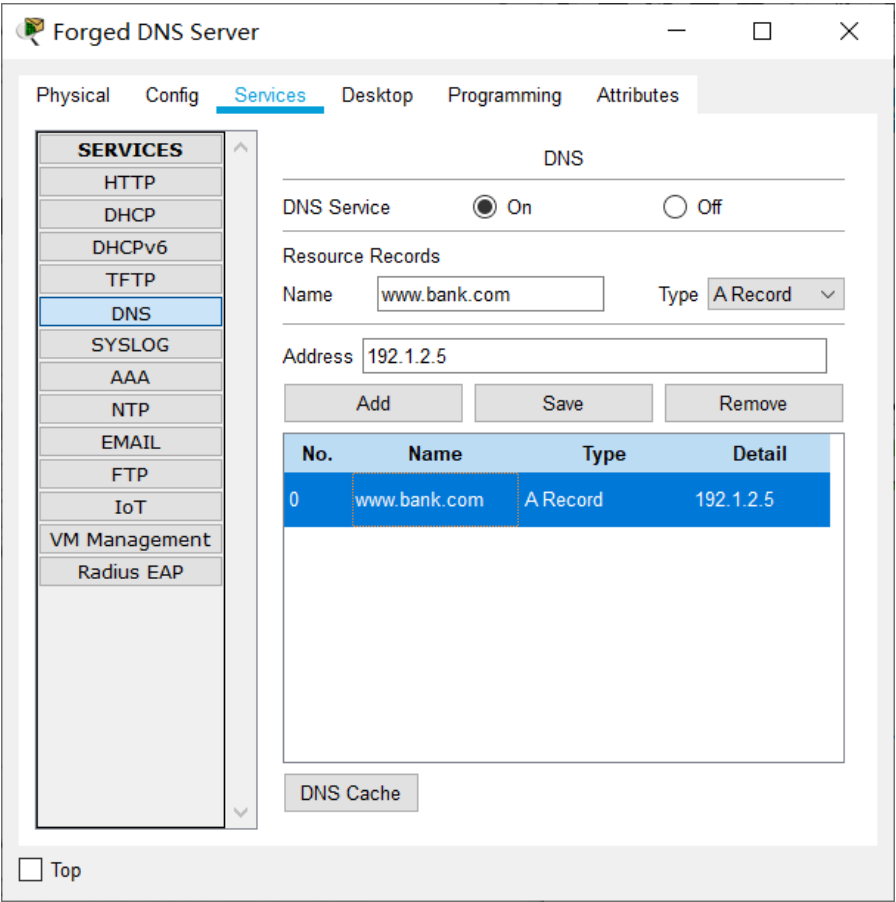 Forged DNS Server
Physical Config Services Desktop Programming Attributes
SERVICES
HTTP
DHCP
DHCPv6
TFTP
DNS
SYSLOG
AAA
NTP
EMAIL
FTP
IoT
VM Management
Radius EAP
DNS
DNS Service On Off
Resource Records
Name www.bank.com Type A Record
Address 192.1.2.5
Add Save Remove
No. Name Type Detail
0 www.bank.com A Record 192.1.2.5
DNS Cache
Top